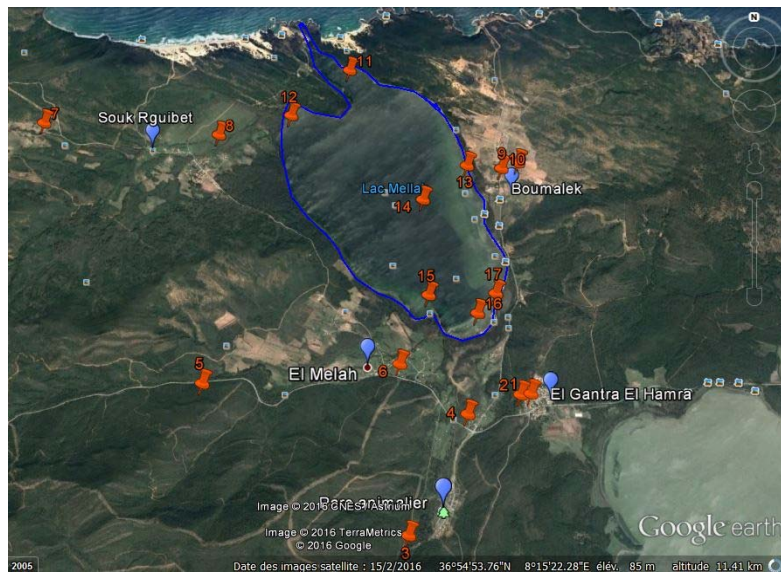 11
12
7
8
Souk Rguibet
9
10
13
Boumalek
Lac Mella
14
15
17
16
El Melah
5
6
2
1
El Gantra El Hamra
4
Parc animalier
Image © 2016 CNES / Astrium
Image © 2016 TerraMetrics
© 2016 Google
3
Google earth
2005
Date des images satellite : 15/2/2016 36°54'53.76"N 8°15'22.28"E élév. 85 m altitude 11.41 km